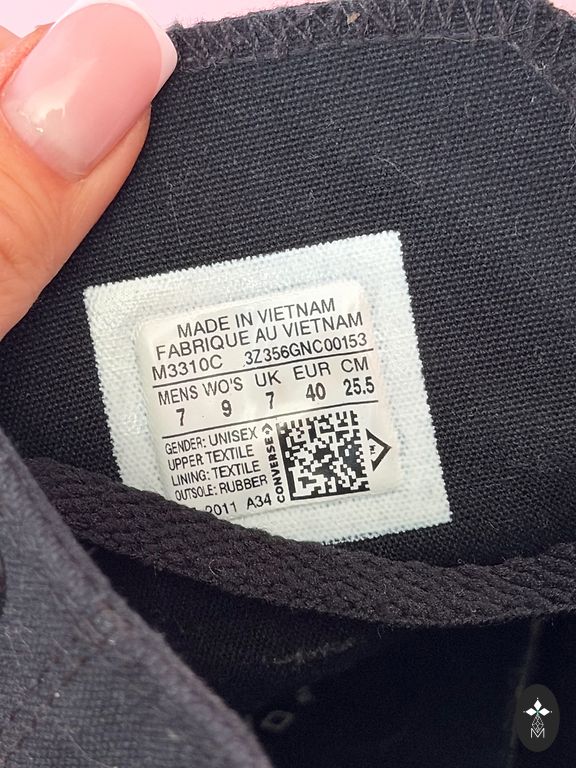 MADE IN VIETNAM
FABRIQUE AU VIETNAM
M3310C 3Z356GNC00153
MENS WO'S UK EUR CM
7 9 7 40 25.5
GENDER: UNISEX
UPPER: TEXTILE
LINING: TEXTILE
OUTSOLE: RUBBER
2011 A34
CONVERSE
TM
M